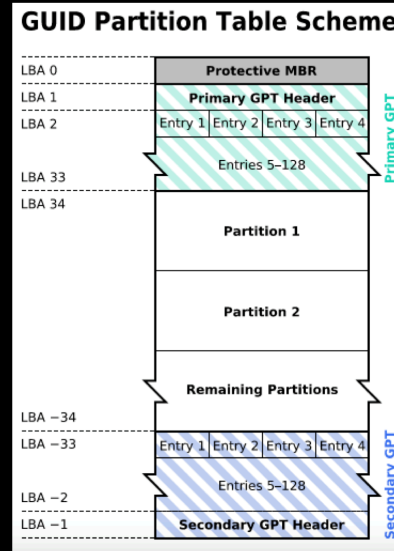 GUID Partition Table Scheme
LBA 0
Protective MBR
LBA 1
Primary GPT Header
LBA 2
Entry 1 Entry 2 Entry 3 Entry 4
Entries 5–128
LBA 33
Primary GPT
LBA 34
Partition 1
Partition 2
Remaining Partitions
LBA −34
LBA −33
Entry 1 Entry 2 Entry 3 Entry 4
Entries 5–128
LBA −2
LBA −1
Secondary GPT Header
Secondary GPT